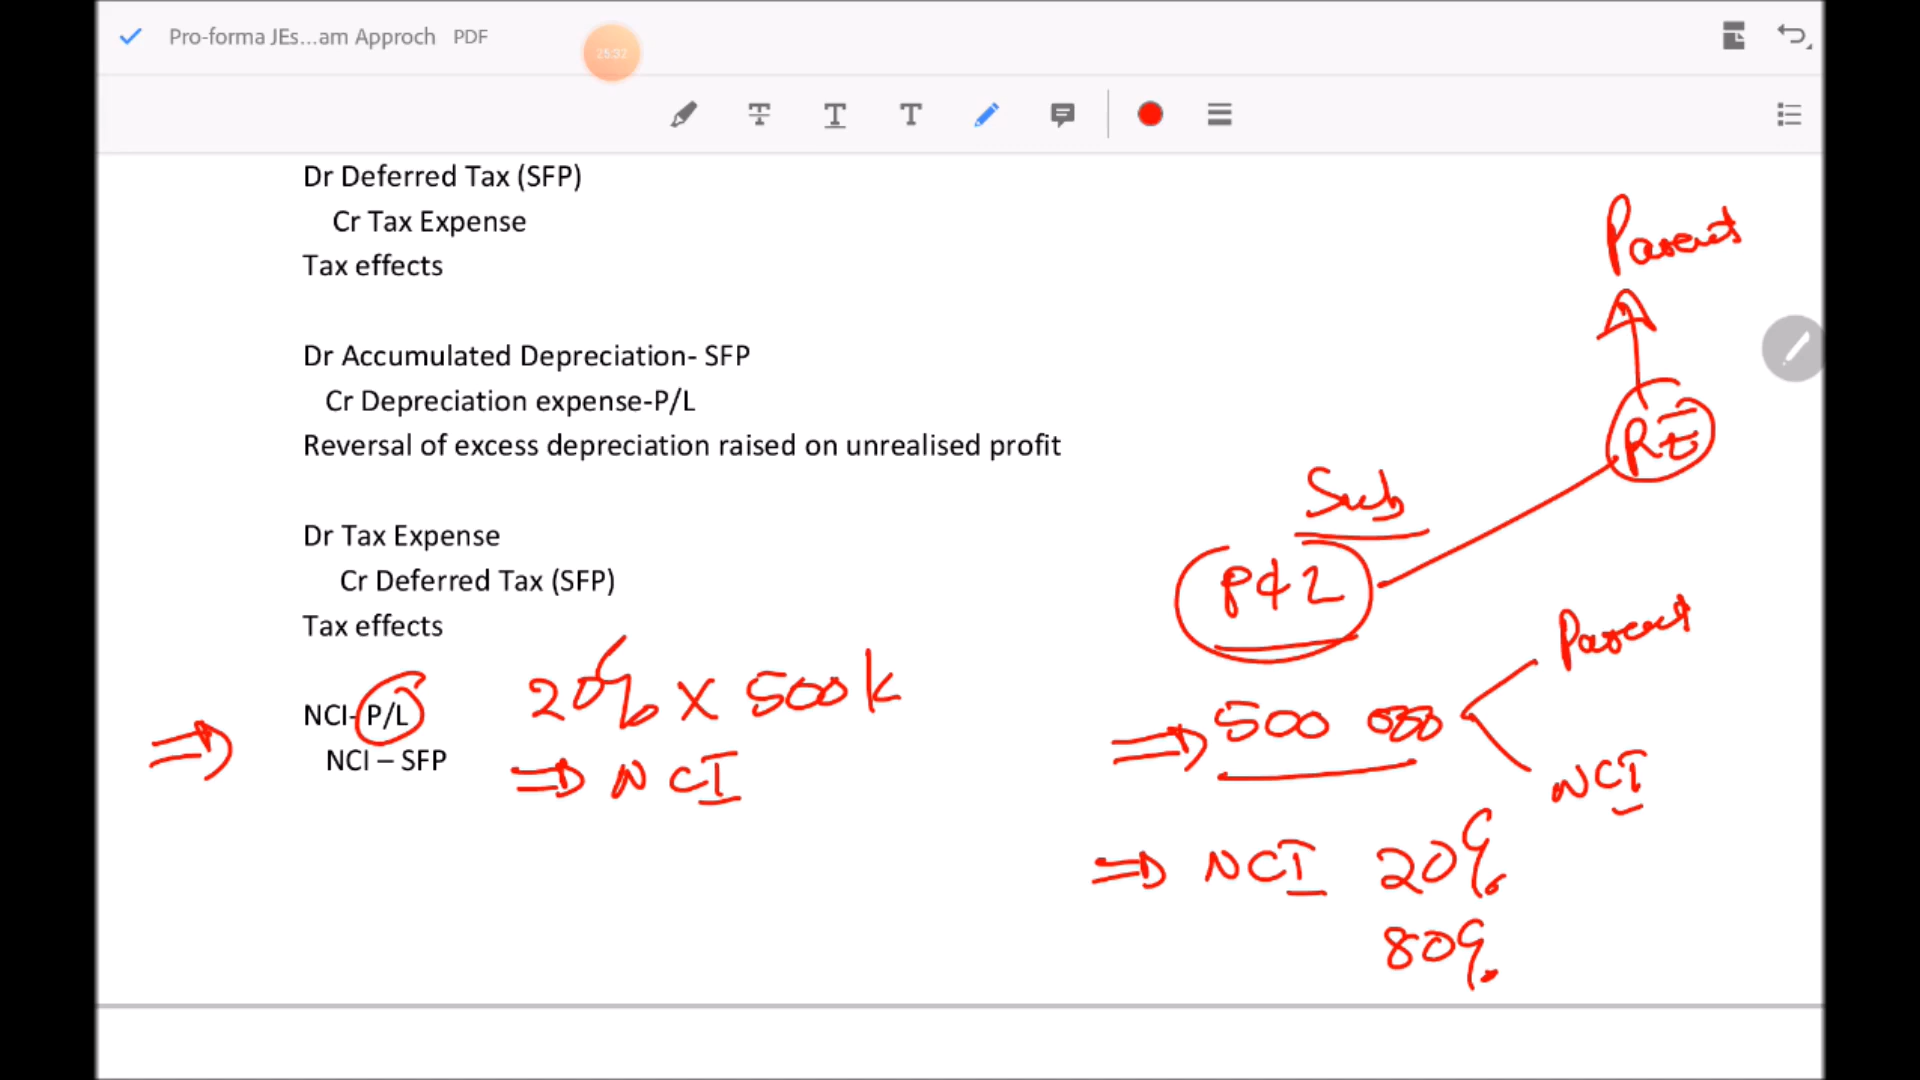 Pro-forma JEs...am Approch PDF
25:32
Dr Deferred Tax (SFP)
Cr Tax Expense
Tax effects
Dr Accumulated Depreciation- SFP
Cr Depreciation expense-P/L
Reversal of excess depreciation raised on unrealised profit
Dr Tax Expense
Cr Deferred Tax (SFP)
Tax effects
NCI- P/L
NCI – SFP
20% X 500k
⇒ NCI
Parent
RE
Sub
P&L
Parent
⇒ 500 000
NCI
⇒ NCI 20%
80%